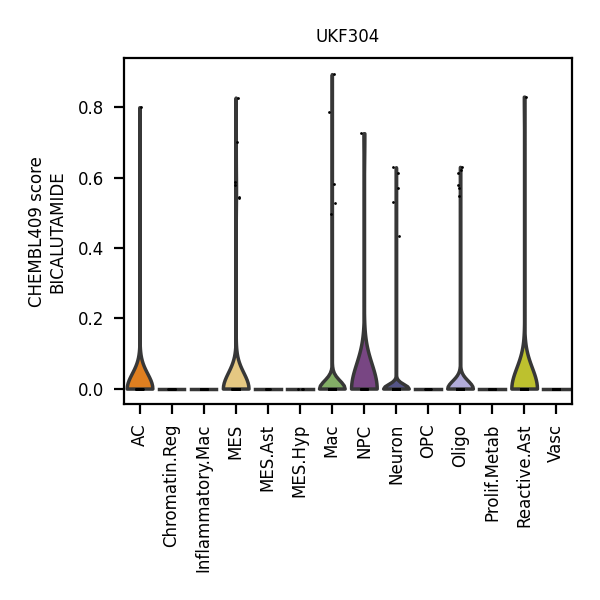 UKF304
CHEMBL409 score
BICALUTAMIDE
0.8
0.6
0.4
0.2
0.0
AC
Chromatin.Reg
Inflammatory.Mac
MES
MES.Ast
MES.Hyp
Mac
NPC
Neuron
OPC
Oligo
Prolif.Metab
Reactive.Ast
Vasc